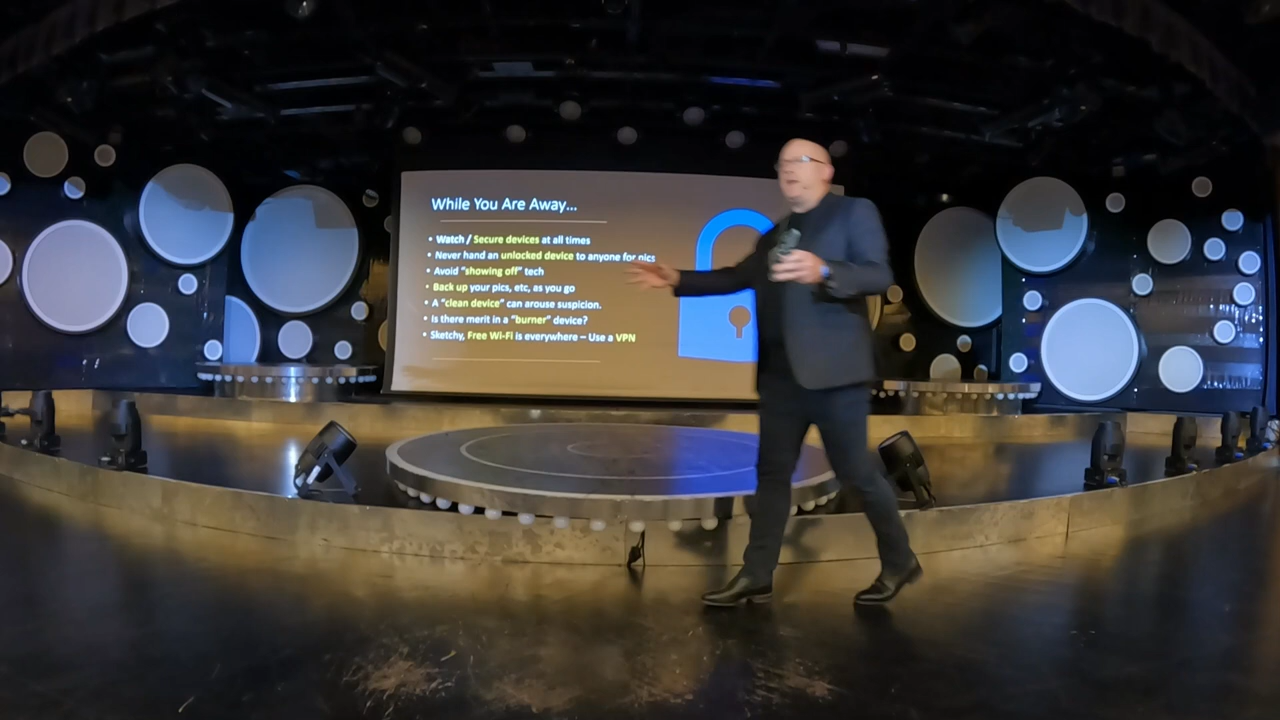 While You Are Away...
• Watch / Secure devices at all times
• Never hand an unlocked device to anyone for pics
• Avoid "showing off" tech
• Back up your pics, etc, as you go
• A "clean device" can arouse suspicion.
• Is there merit in a "burner" device?
• Sketchy, Free Wi-Fi is everywhere – Use a VPN